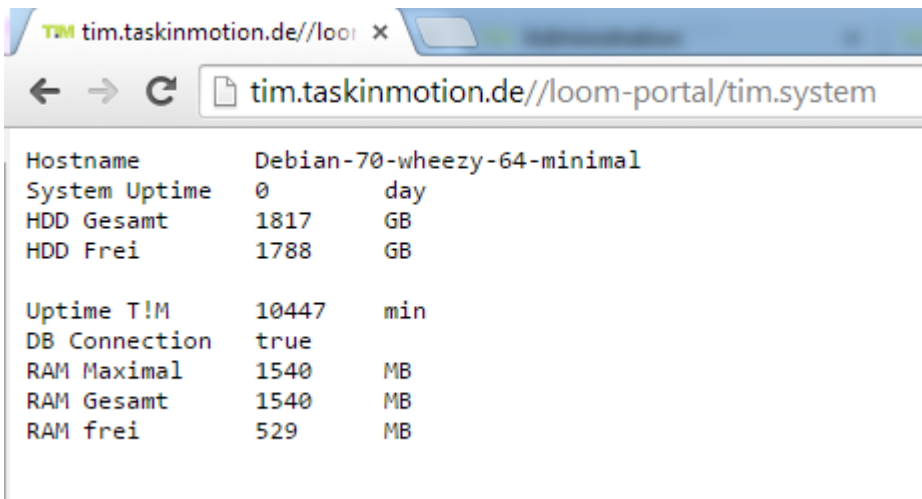 T!M tim.taskinmotion.de//loo
tim.taskinmotion.de//loom-portal/tim.system
Hostname Debian-70-wheezy-64-minimal
System Uptime 0 day
HDD Gesamt 1817 GB
HDD Frei 1788 GB
Uptime T!M 10447 min
DB Connection true
RAM Maximal 1540 MB
RAM Gesamt 1540 MB
RAM frei 529 MB